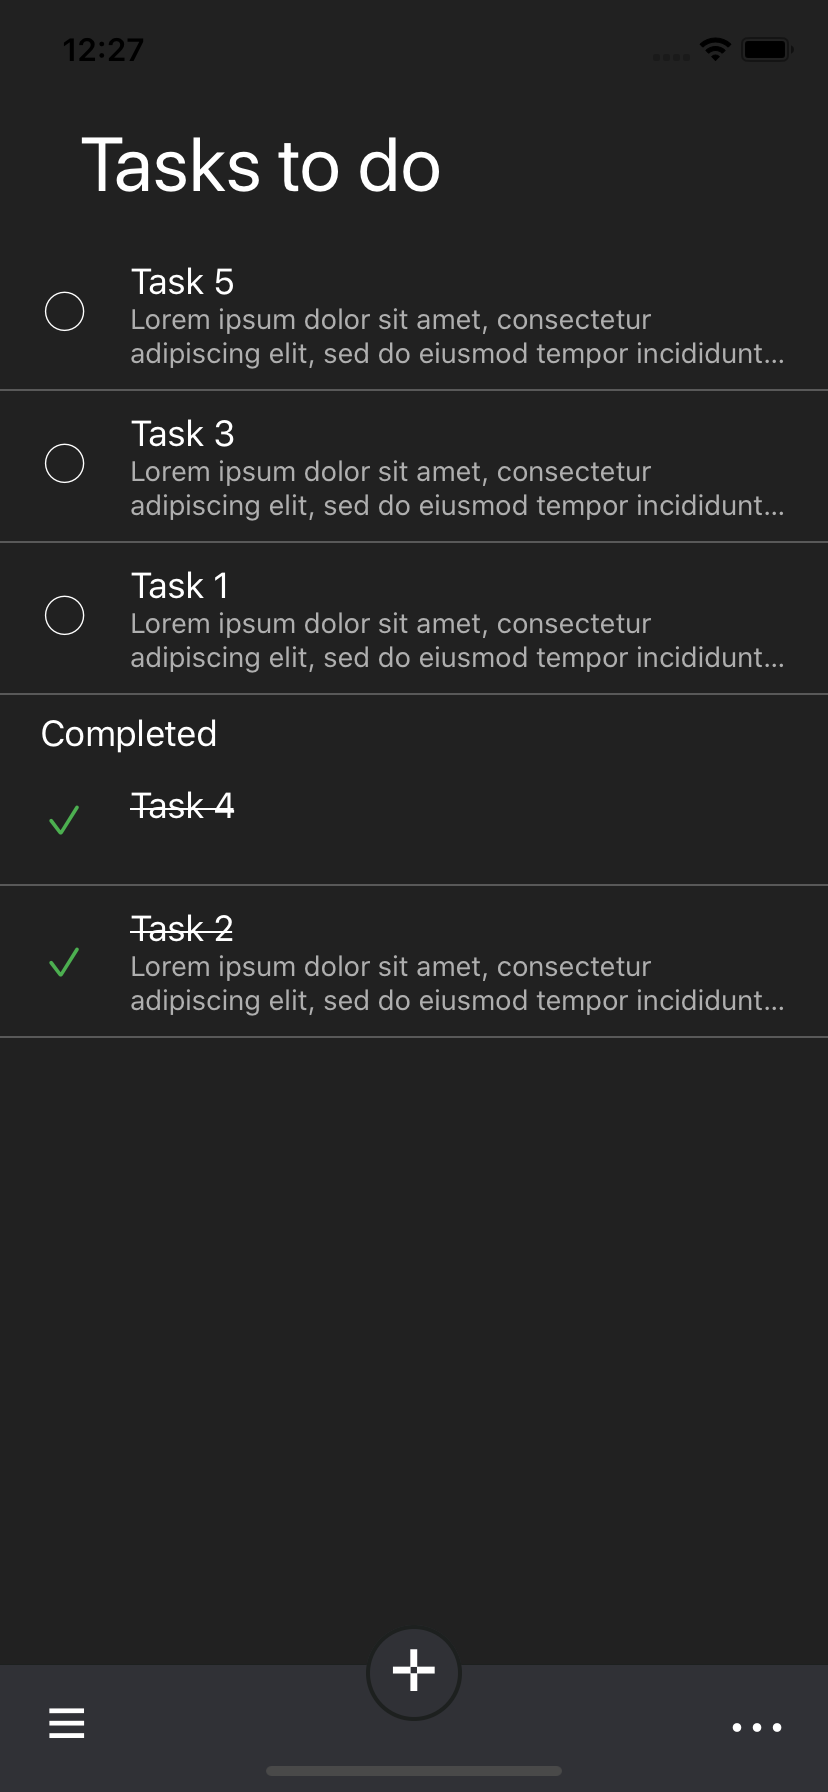 12:27
Tasks to do
Task 5
Lorem ipsum dolor sit amet, consectetur
adipiscing elit, sed do eiusmod tempor incididunt...
Task 3
Lorem ipsum dolor sit amet, consectetur
adipiscing elit, sed do eiusmod tempor incididunt...
Task 1
Lorem ipsum dolor sit amet, consectetur
adipiscing elit, sed do eiusmod tempor incididunt...
Completed
Task 4
Task 2
Lorem ipsum dolor sit amet, consectetur
adipiscing elit, sed do eiusmod tempor incididunt...